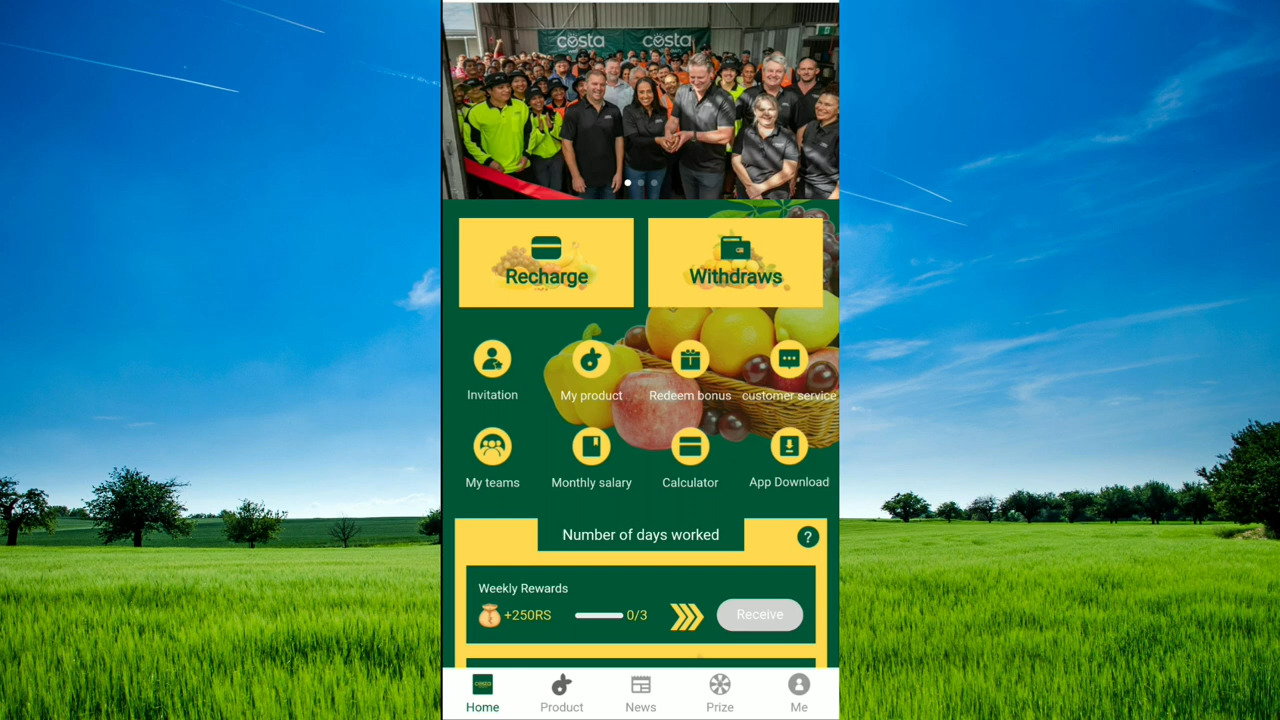 costa
costa
Recharge
Withdraws
Invitation
My product
Redeem bonus
customer service
My teams
Monthly salary
Calculator
App Download
Number of days worked
?
Weekly Rewards
+250RS
0/3
Receive
Home
Product
News
Prize
Me